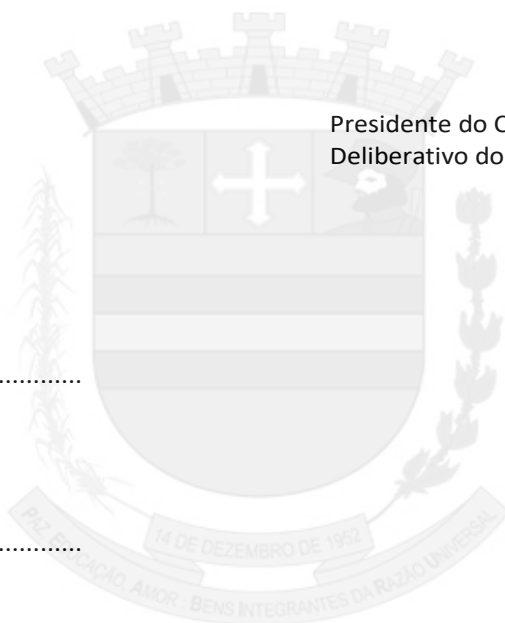 Presidente do C
Deliberativo do
............
............
14 DE DEZEMBRO DE 1952
PAZ, EDUCAÇÃO, AMOR : BENS INTEGRANTES DA RAZÃO UNIVERSAL